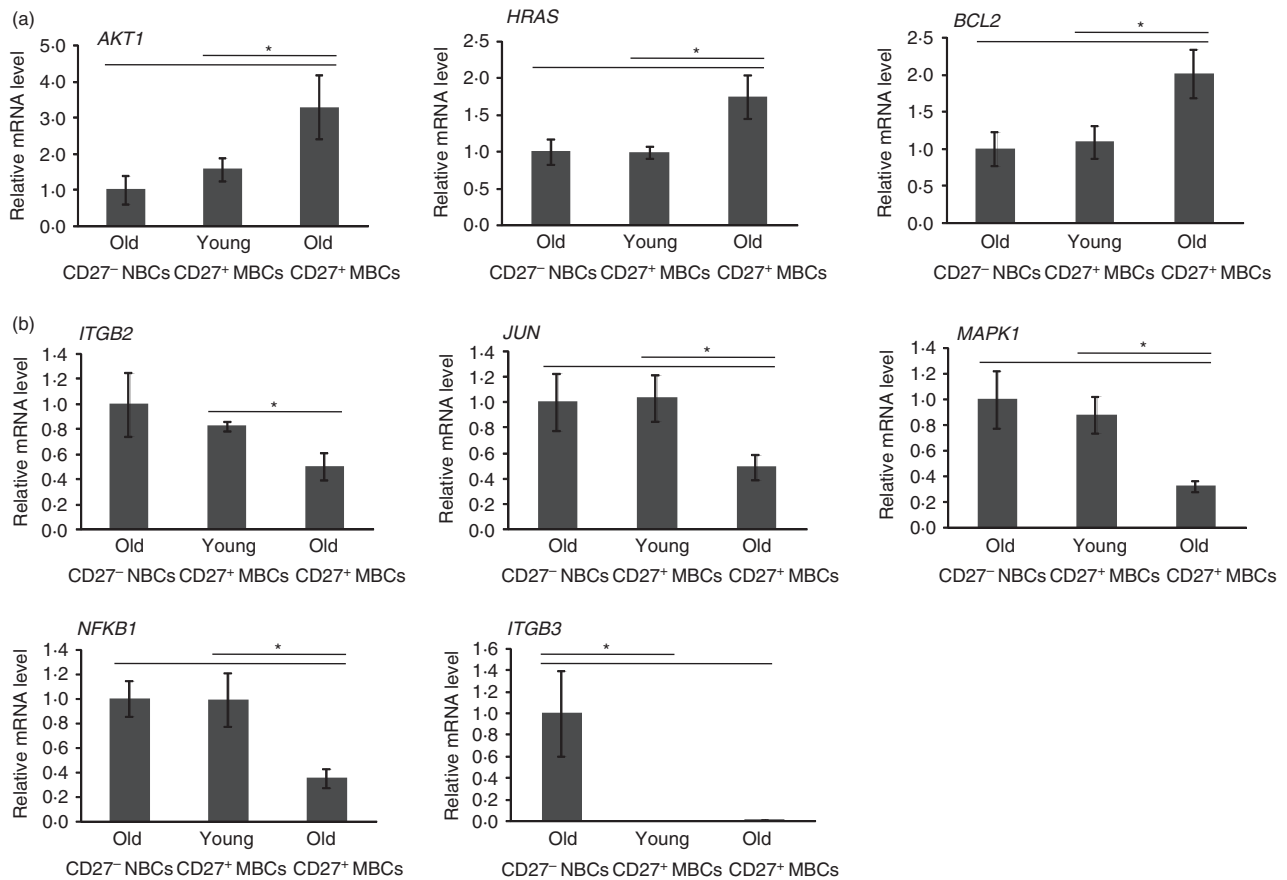 (a)
AKT1
*
Relative mRNA level
5·0
4·0
3·0
2·0
1·0
0·0
Old Young Old
CD27– NBCs CD27+ MBCs CD27+ MBCs
HRAS
*
Relative mRNA level
2·5
2·0
1·5
1·0
0·5
0·0
Old Young Old
CD27– NBCs CD27+ MBCs CD27+ MBCs
BCL2
*
Relative mRNA level
2·5
2·0
1·5
1·0
0·5
0·0
Old Young Old
CD27– NBCs CD27+ MBCs CD27+ MBCs
(b)
ITGB2
*
Relative mRNA level
1·4
1·2
1·0
0·8
0·6
0·4
0·2
0·0
Old Young Old
CD27– NBCs CD27+ MBCs CD27+ MBCs
JUN
*
Relative mRNA level
1·4
1·2
1·0
0·8
0·6
0·4
0·2
0·0
Old Young Old
CD27– NBCs CD27+ MBCs CD27+ MBCs
MAPK1
*
Relative mRNA level
1·4
1·2
1·0
0·8
0·6
0·4
0·2
0·0
Old Young Old
CD27– NBCs CD27+ MBCs CD27+ MBCs
NFKB1
*
Relative mRNA level
1·4
1·2
1·0
0·8
0·6
0·4
0·2
0·0
Old Young Old
CD27– NBCs CD27+ MBCs CD27+ MBCs
ITGB3
*
Relative mRNA level
1·6
1·4
1·2
1·0
0·8
0·6
0·4
0·2
0·0
Old Young Old
CD27– NBCs CD27+ MBCs CD27+ MBCs